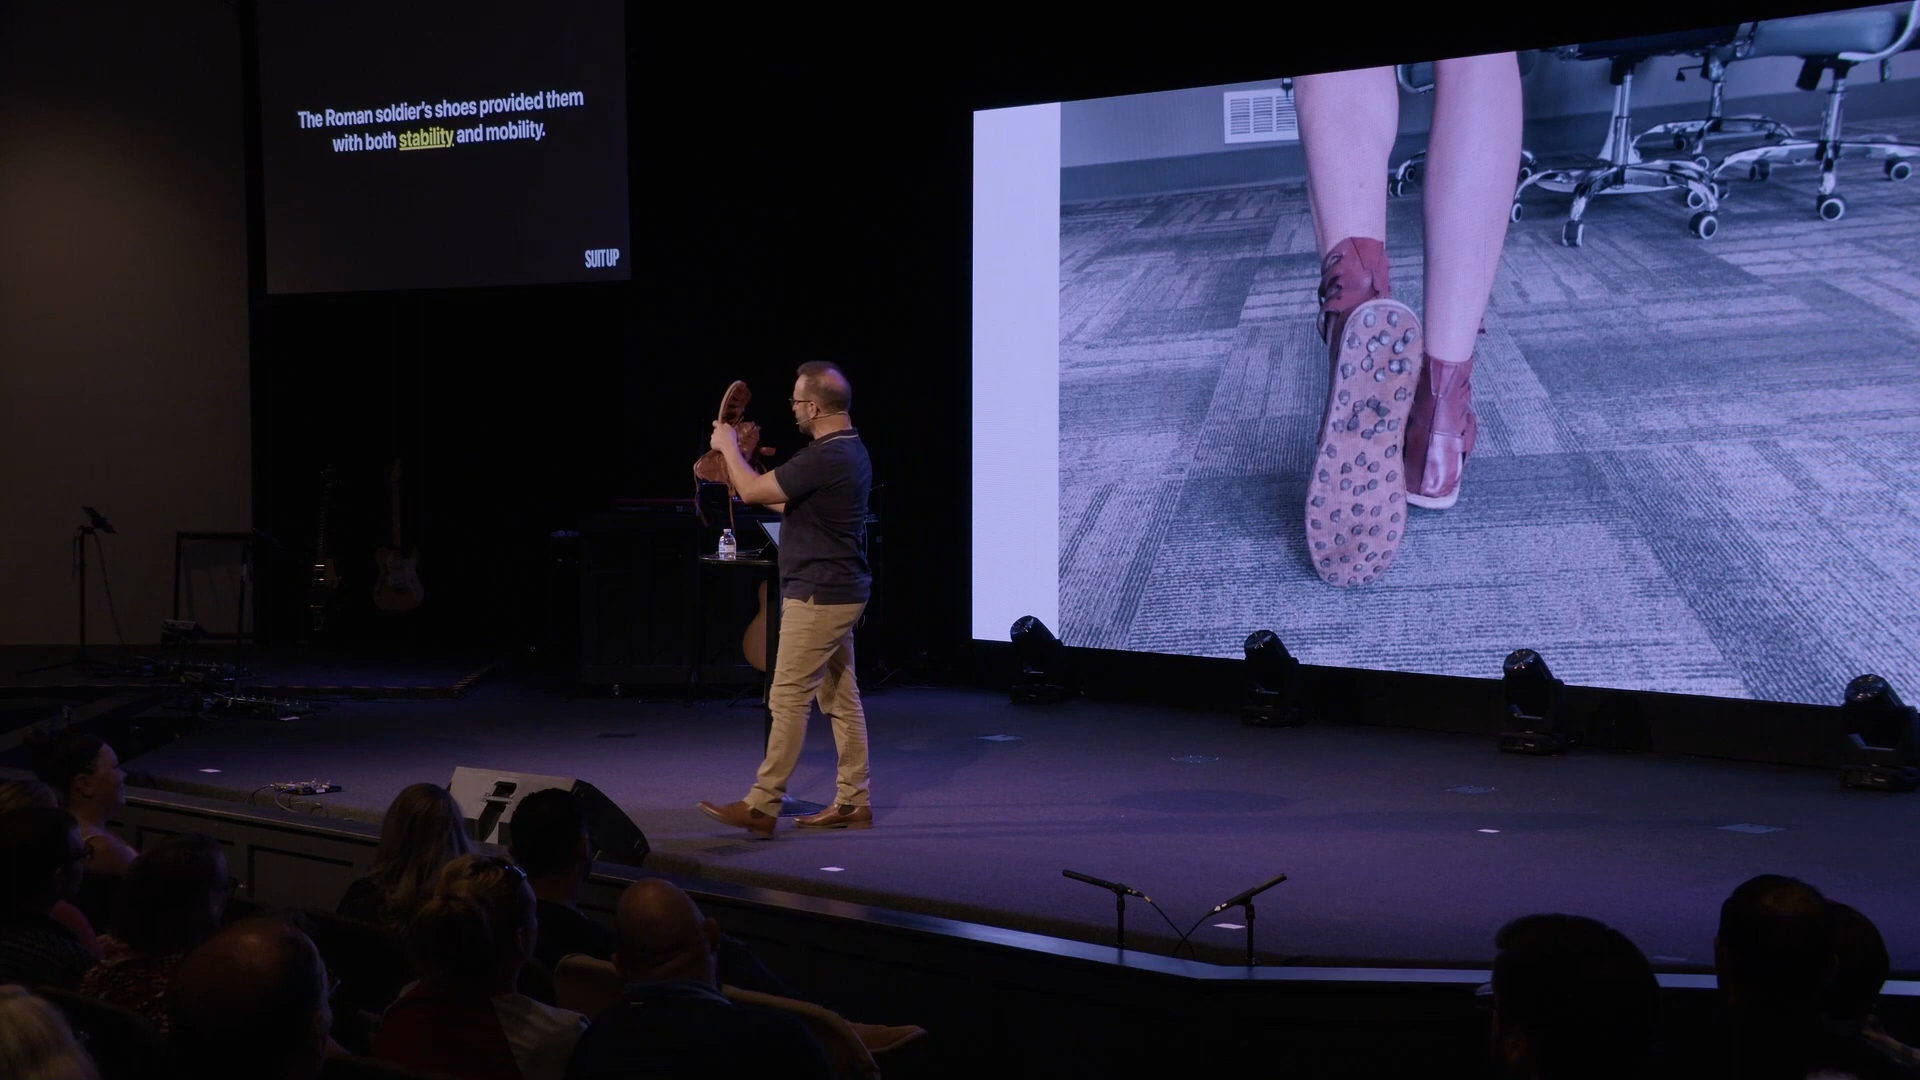 The Roman soldier's shoes provided them
with both stability and mobility.
SUIT UP